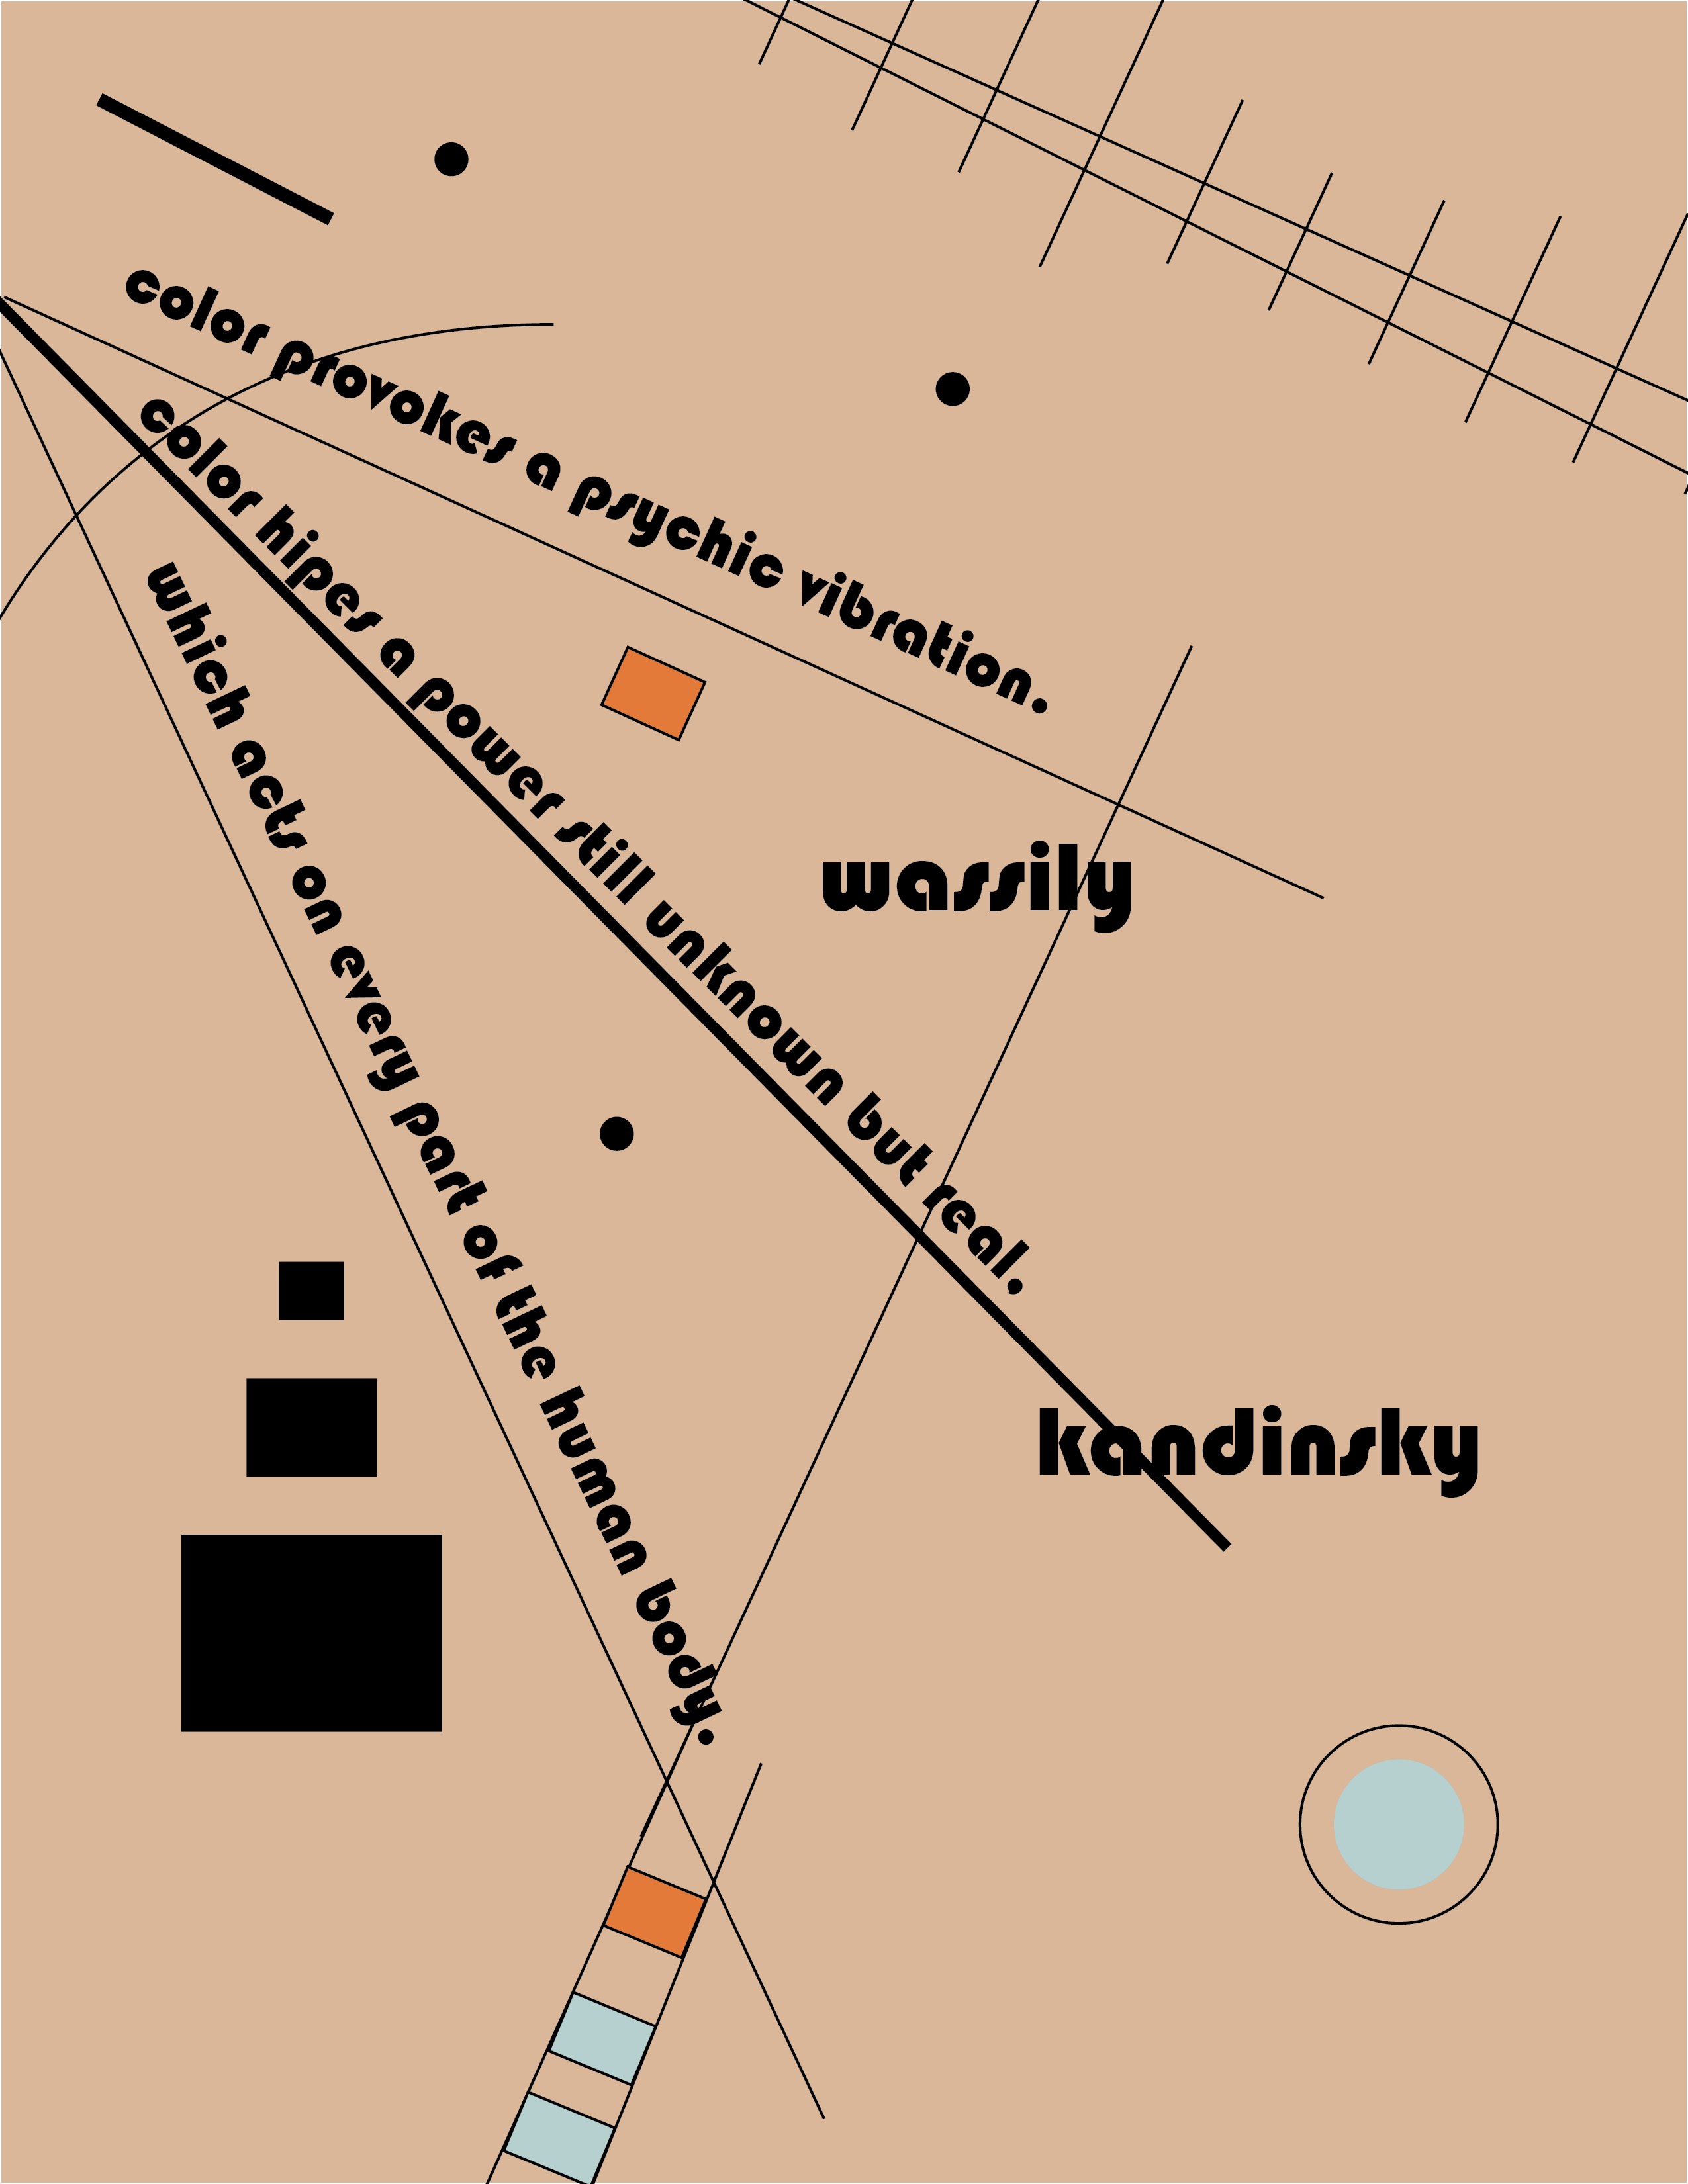 color provokes a psychic vibration.
color hides a power still unknown but real,
which acts on every part of the human body.
wassily
kandinsky